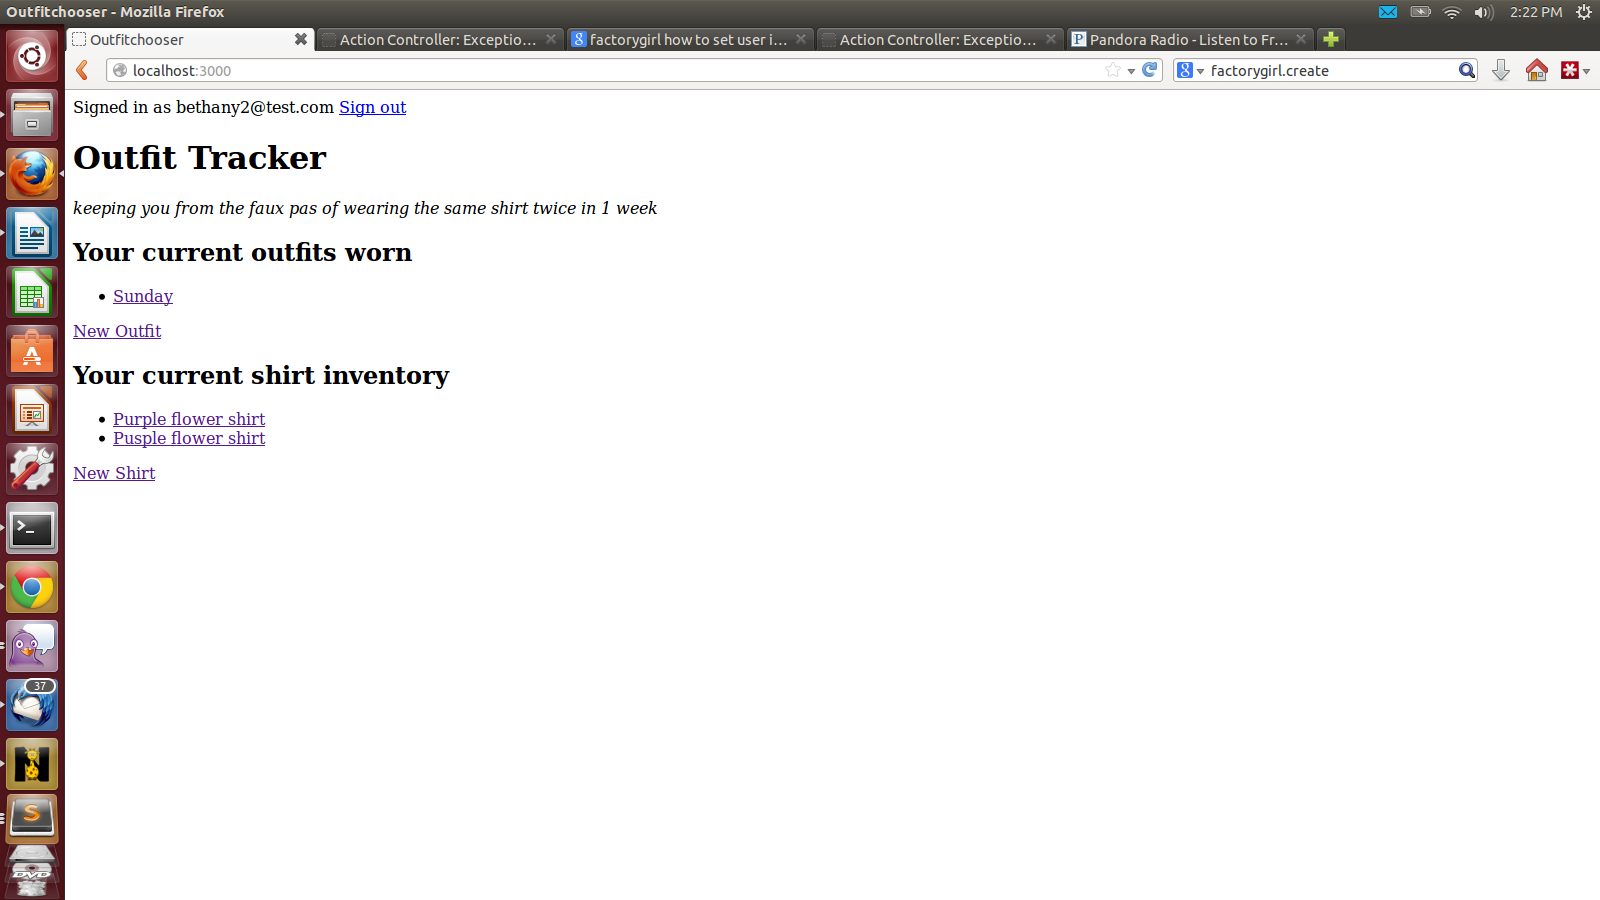 Outfitchooser - Mozilla Firefox
2:22 PM
Outfitchooser
Action Controller: Exceptio...
factorygirl how to set user i...
Action Controller: Exceptio...
Pandora Radio - Listen to Fr...
localhost:3000
factorygirl.create
Signed in as bethany2@test.com Sign out
Outfit Tracker
keeping you from the faux pas of wearing the same shirt twice in 1 week
Your current outfits worn
Sunday
New Outfit
Your current shirt inventory
Purple flower shirt
Pusple flower shirt
New Shirt
37
DVD